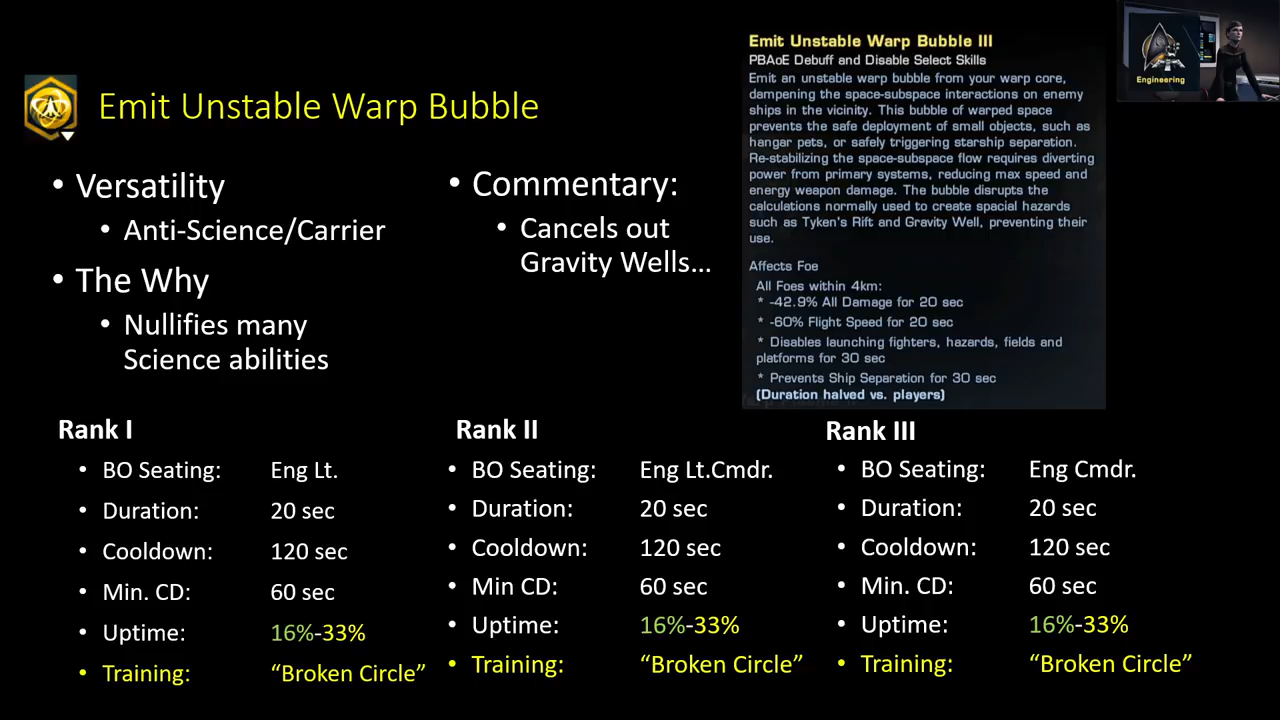 Emit Unstable Warp Bubble
• Versatility
• Anti-Science/Carrier
• The Why
• Nullifies many
Science abilities
• Commentary:
• Cancels out
Gravity Wells...
Emit Unstable Warp Bubble III
PBAoE Debuff and Disable Select Skills
Emit an unstable warp bubble from your warp core,
dampening the space-subspace interactions on enemy
ships in the vicinity. This bubble of warped space
prevents the safe deployment of small objects, such as
hangar pets, or safely triggering starship separation.
Re-stabilizing the space-subspace flow requires diverting
power from primary systems, reducing max speed and
energy weapon damage. The bubble disrupts the
calculations normally used to create spacial hazards
such as Tyken's Rift and Gravity Well, preventing their
use.
Affects Foe
All Foes within 4km:
* -42.9% All Damage for 20 sec
* -60% Flight Speed for 20 sec
* Disables launching fighters, hazards, fields and
platforms for 30 sec
* Prevents Ship Separation for 30 sec
(Duration halved vs. players)
Engineering
Rank I
• BO Seating: Eng Lt.
• Duration: 20 sec
• Cooldown: 120 sec
• Min. CD: 60 sec
• Uptime: 16%-33%
• Training: “Broken Circle”
Rank II
• BO Seating: Eng Lt.Cmdr.
• Duration: 20 sec
• Cooldown: 120 sec
• Min CD: 60 sec
• Uptime: 16%-33%
• Training: “Broken Circle”
Rank III
• BO Seating: Eng Cmdr.
• Duration: 20 sec
• Cooldown: 120 sec
• Min. CD: 60 sec
• Uptime: 16%-33%
• Training: “Broken Circle”